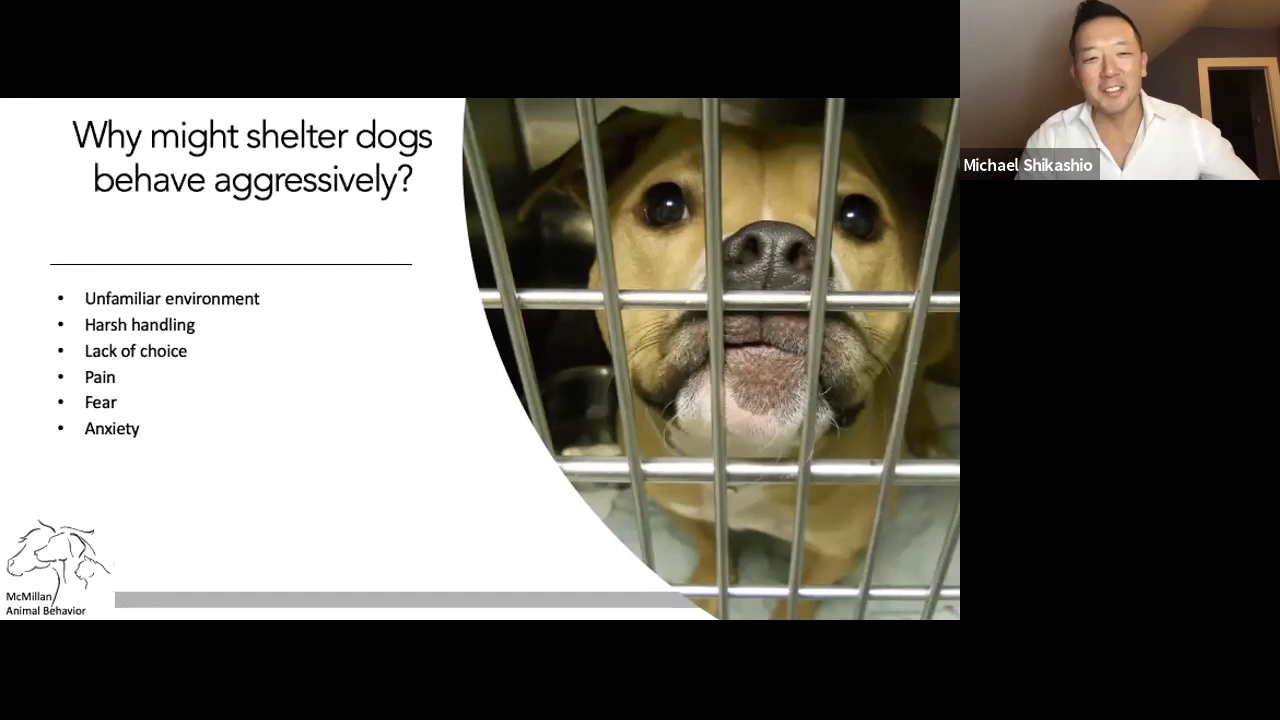 Why might shelter dogs
behave aggressively?
• Unfamiliar environment
• Harsh handling
• Lack of choice
• Pain
• Fear
• Anxiety
McMillan
Animal Behavior
Michael Shikashio